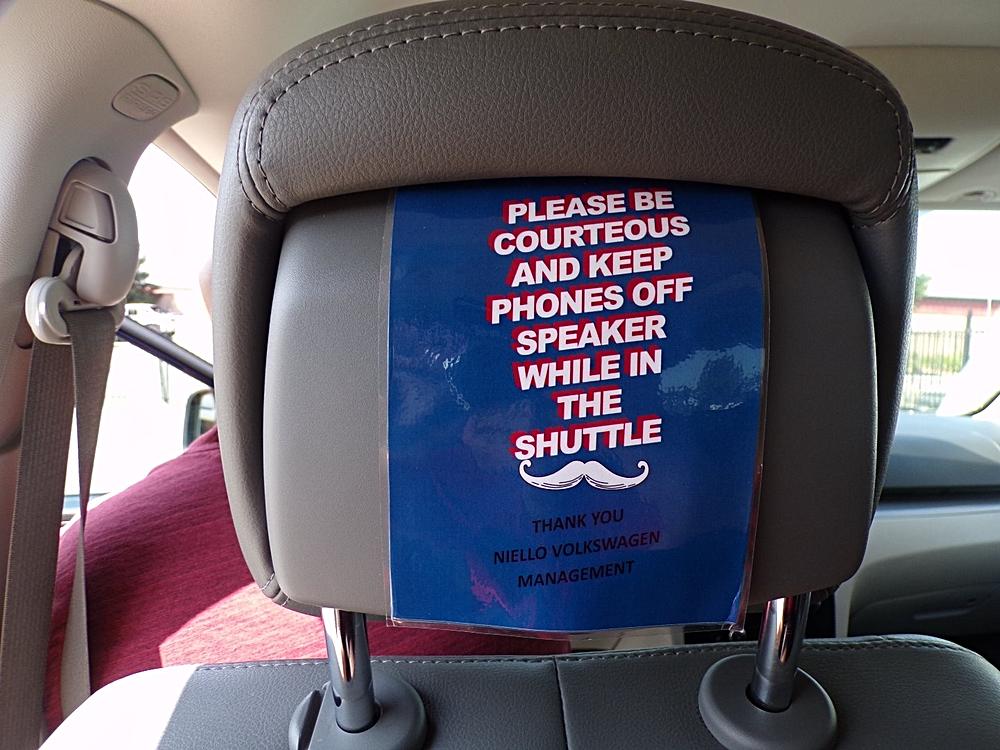 PLEASE BE
COURTEOUS
AND KEEP
PHONES OFF
SPEAKER
WHILE IN
THE
SHUTTLE
THANK YOU
NIELLO VOLKSWAGEN
MANAGEMENT